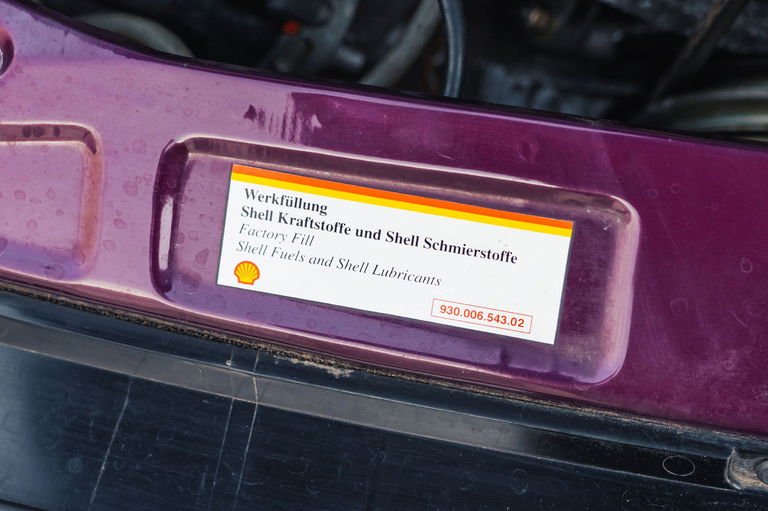 Werkfüllung
Shell Kraftstoffe und Shell Schmierstoffe
Factory Fill
Shell Fuels and Shell Lubricants
930.006.543.02